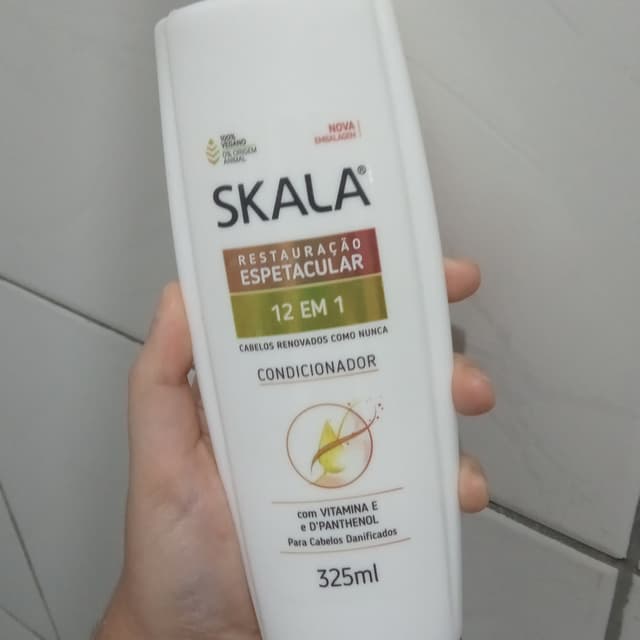 100%
VEGANO
0% ORIGEM
ANIMAL
NOVA
EMBALAGEM
SKALA®
RESTAURAÇÃO
ESPETACULAR
12 EM 1
CABELOS RENOVADOS COMO NUNCA
CONDICIONADOR
com VITAMINA E
e D'PANTHENOL
Para Cabelos Danificados
325ml